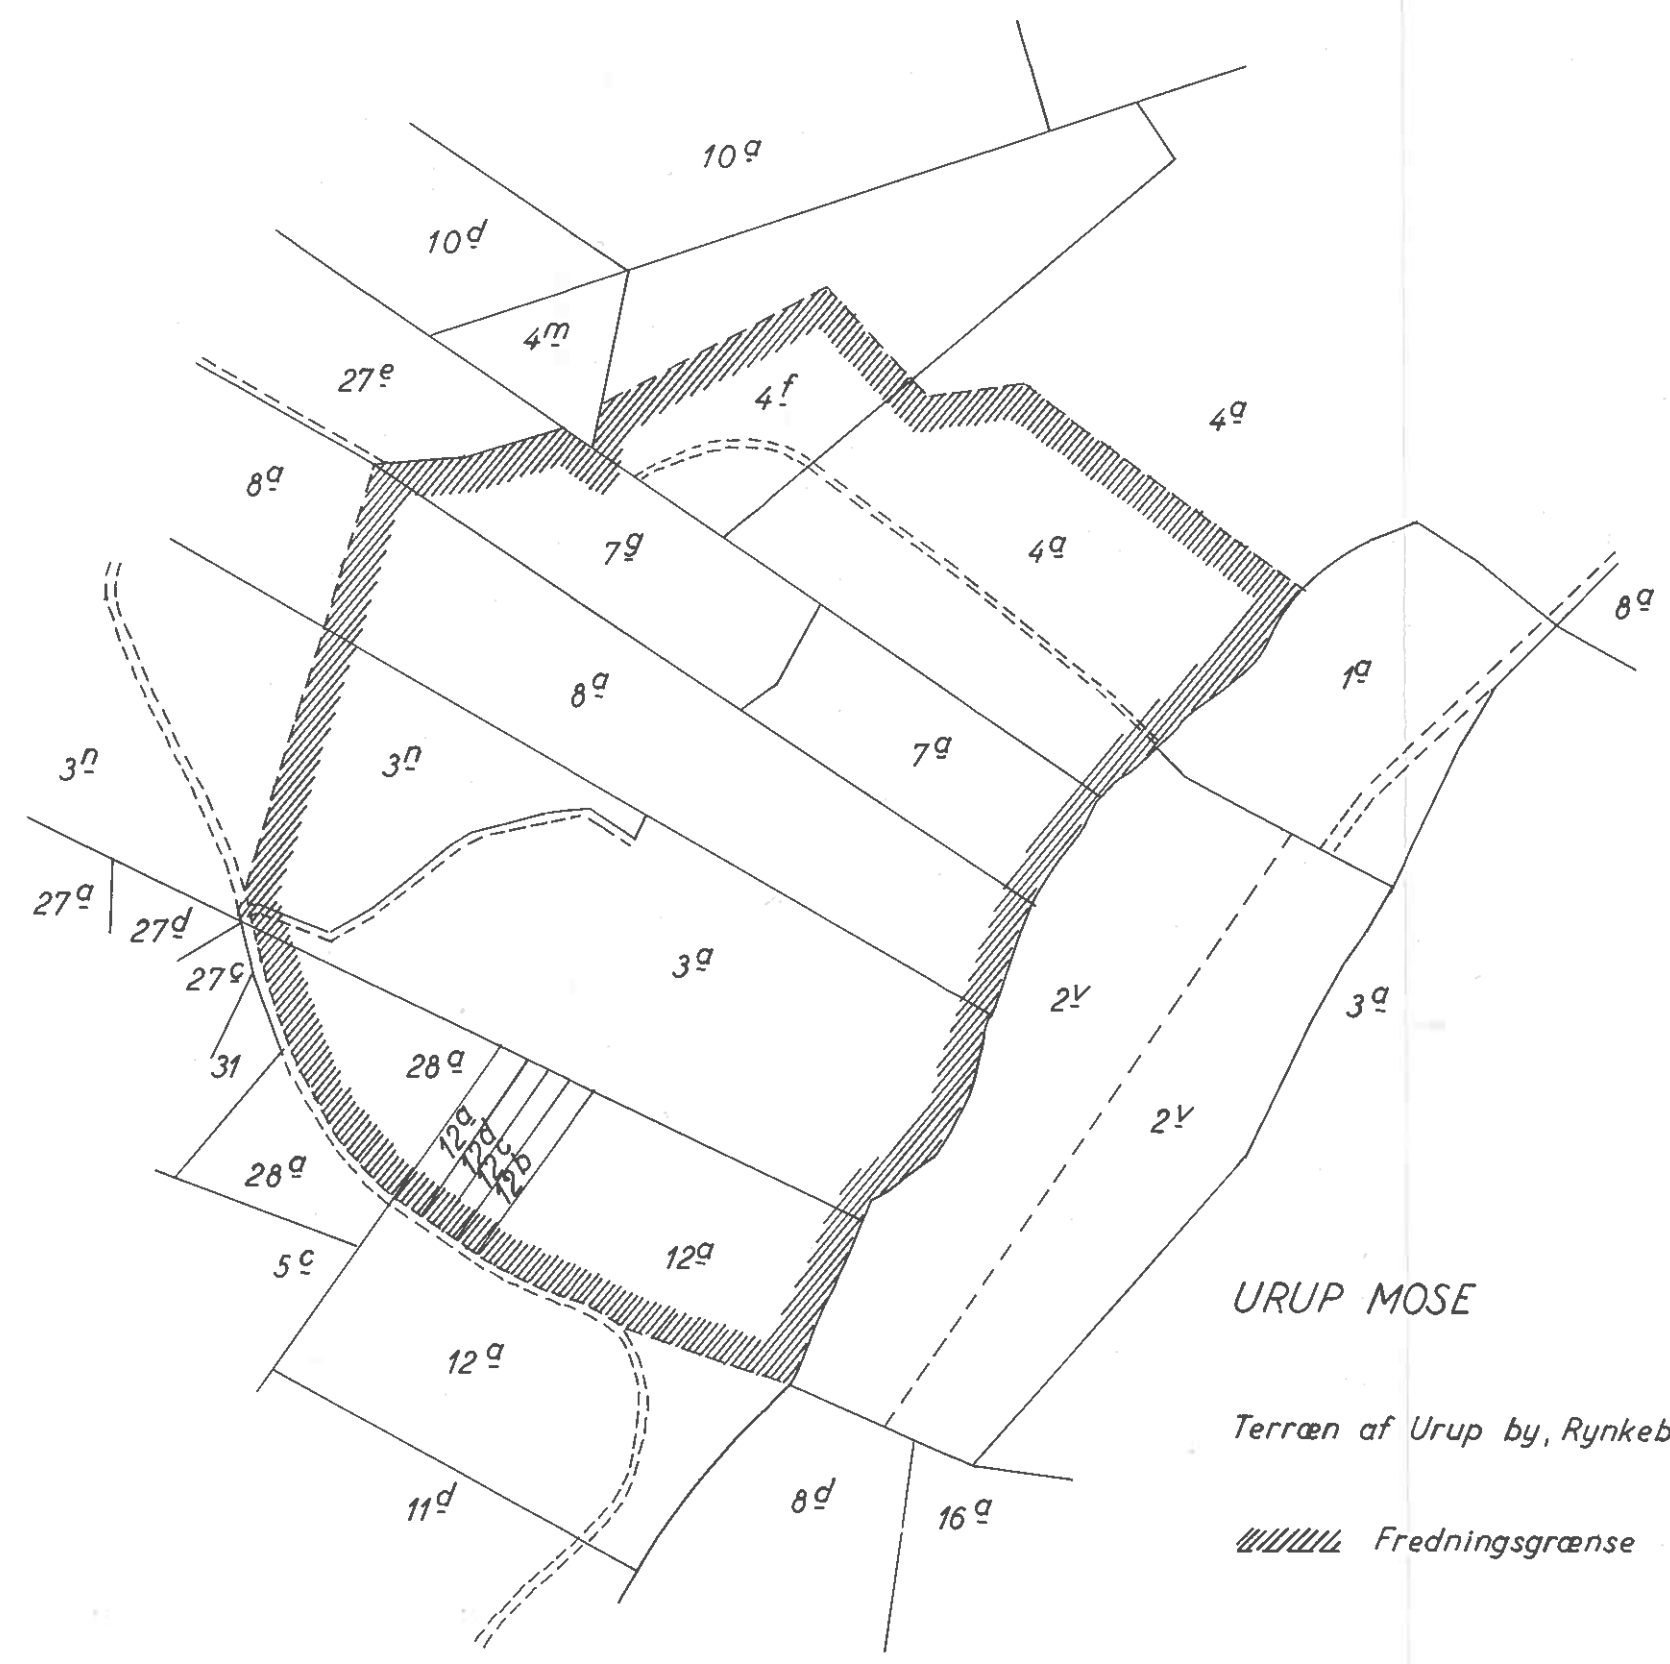 10a
10d
4m
27e
4f
4a
8a
7g
4a
8a
1a
8a
3n
3n
7a
27a
27d
27c
3a
2v
3a
31
28a
12a
12d
12c
12b
2v
28a
5c
12a
URUP MOSE
12a
Terræn af Urup by, Rynkeb
11d
8d
16a
Fredningsgrænse